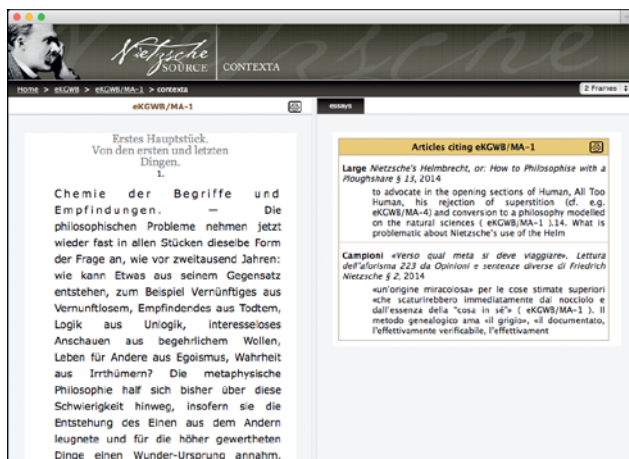 Nietzsche
SOURCE
CONTEXTA
Home > eKGWB > eKGWB/MA-1 > contexta
2 Frames
eKGWB/MA-1
essays
Erstes Hauptstück.
Von den ersten und letzten
Dingen.
1.
Chemie der Begriffe und
Empfindungen. — Die
philosophischen Probleme nehmen jetzt
wieder fast in allen Stücken dieselbe Form
der Frage an, wie vor zweitausend Jahren:
wie kann Etwas aus seinem Gegensatz
entstehen, zum Beispiel Vernünftiges aus
Vernunftlosem, Empfindendes aus Todtem,
Logik aus Unlogik, interesseloses
Anschauen aus begehrlichem Wollen,
Leben für Andere aus Egoismus, Wahrheit
aus Irrthümern? Die metaphysische
Philosophie half sich bisher über diese
Schwierigkeit hinweg, insofern sie die
Entstehung des Einen aus dem Andern
leugnete und für die höher gewertheten
Dinge einen Wunder-Ursprung annahm,
Articles citing eKGWB/MA-1
Large Nietzsche's Helmbrecht, or: How to Philosophise with a
Ploughshare § 13, 2014
to advocate in the opening sections of Human, All Too
Human, his rejection of superstition (cf. e.g.
eKGWB/MA-4) and conversion to a philosophy modelled
on the natural sciences ( eKGWB/MA-1 ).14. What is
problematic about Nietzsche's use of the Helm
Campioni «Verso qual meta si deve viaggiare». Lettura
dell'aforisma 223 da Opinioni e sentenze diverse di Friedrich
Nietzsche § 2, 2014
«un'origine miracolosa» per le cose stimate superiori
«che scaturirebbero immediatamente dal nocciolo e
dall'essenza della "cosa in sé"» ( eKGWB/MA-1 ). Il
metodo genealogico ama «il grigio», «il documentato,
l'effettivamente verificabile, l'effettivament